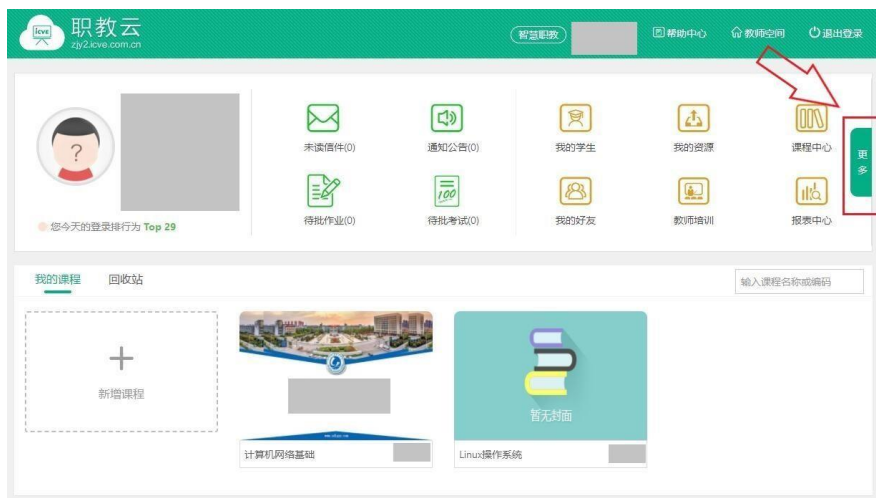 icve
职教云
zjy2.icve.com.cn
智慧职教
帮助中心
教师空间
退出登录
?
未读信件(0)
通知公告(0)
我的学生
我的资源
课程中心
更多
100
待批作业(0)
待批考试(0)
我的好友
教师培训
报表中心
您今天的登录排行为 Top 29
我的课程
回收站
输入课程名称或编码
新增课程
暂无封面
计算机网络基础
Linux操作系统